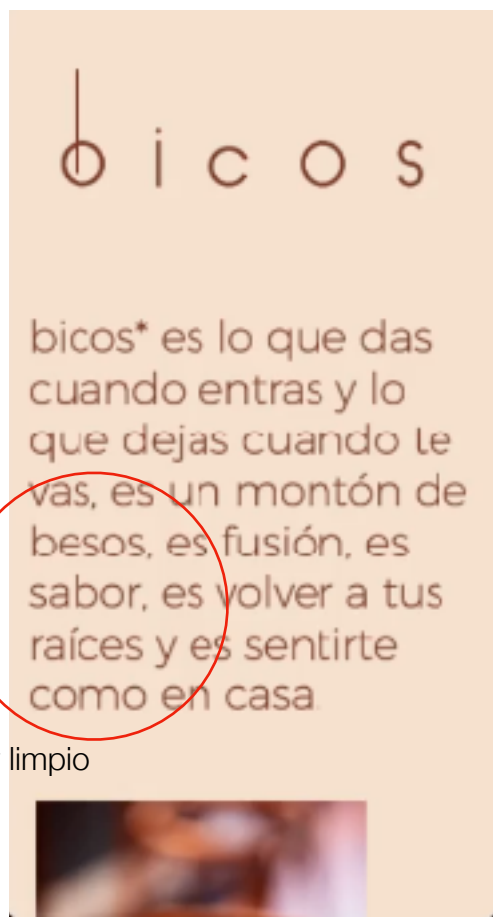 bicos
bicos* es lo que das
cuando entras y lo
que dejas cuando te
vas, es un montón de
besos, es fusión, es
sabor, es volver a tus
raíces y es sentirte
como en casa.
limpio